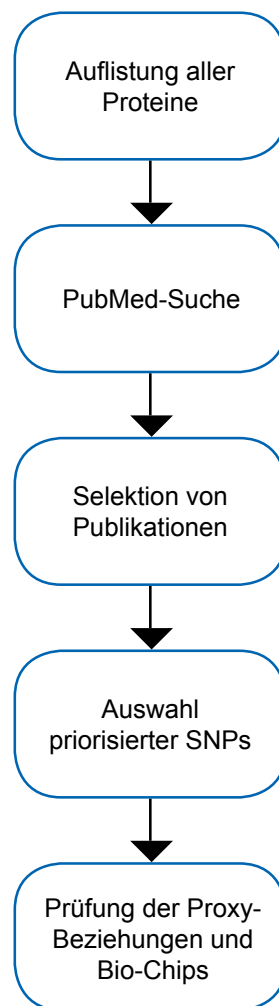 Auflistung aller
Proteine
PubMed-Suche
Selektion von
Publikationen
Auswahl
priorisierter SNPs
Prüfung der Proxy-
Beziehungen und
Bio-Chips